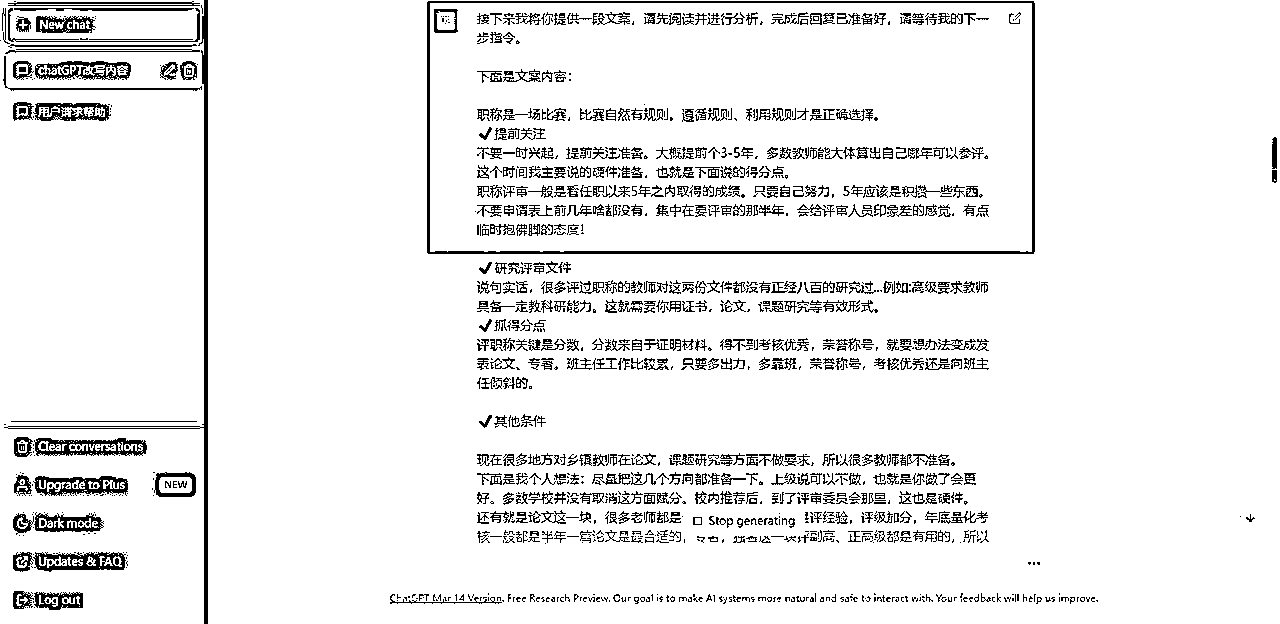 New chat
ChatGPT改写内容
用户请求帮助
Clear conversations
Upgrade to Plus
NEW
Dark mode
Updates & FAQ
Log out
接下来我将你提供一段文案，请先阅读并进行分析，完成后回复已准备好，请等待我的下一
步指令。
下面是文案内容：
职称是一场比赛，比赛自然有规则。遵循规则、利用规则才是正确选择。
✔提前关注
不要一时兴起，提前关注准备。大概提前个3-5年，多数教师能大体算出自己哪年可以参评。
这个时间我主要说的硬件准备，也就是下面说的得分点。
职称评审一般是看任职以来5年之内取得的成绩。只要自己努力，5年应该是积攒一些东西。
不要申请表上前几年啥都没有，集中在要评审的那半年，会给评审人员印象差的感觉，有点
临时抱佛脚的态度！
✔研究评审文件
说句实话，很多评过职称的教师对这两份文件都没有正经八百的研究过...例如:高级要求教师
具备一定教科研能力。这就需要你用证书，论文，课题研究等有效形式。
✔抓得分点
评职称关键是分数，分数来自于证明材料。得不到考核优秀，荣誉称号，就要想办法变成发
表论文、专著。班主任工作比较累，只要多出力，多靠班，荣誉称号，考核优秀还是向班主
任倾斜的。
✔其他条件
现在很多地方对乡镇教师在论文，课题研究等方面不做要求，所以很多教师都不准备。
下面是我个人想法：尽量把这几个方向都准备一下。上级说可以不做，也就是你做了会更
好。多数学校并没有取消这方面赋分。校内推荐后，到了评审委员会那里，这也是硬件。
还有就是论文这一块，很多老师都是
Stop generating
评经验，评级加分，年底量化考
核一般都是半年一篇论文是最合适的，
副高、正高级都是有用的，所以
ChatGPT Mar 14 Version. Free Research Preview. Our goal is to make AI systems more natural and safe to interact with. Your feedback will help us improve.